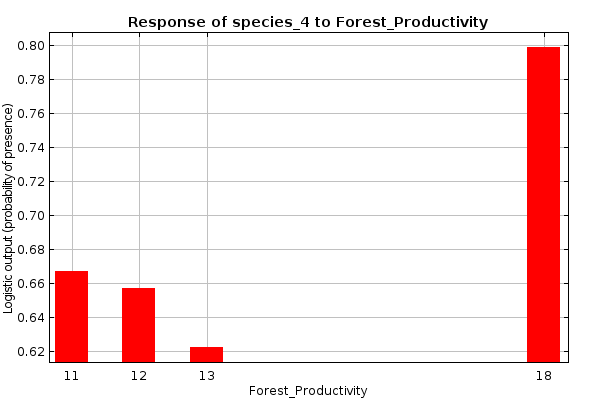 Response of species_4 to Forest_Productivity
Logistic output (probability of presence)
0.80
0.78
0.76
0.74
0.72
0.70
0.68
0.66
0.64
0.62
11 12 13 18
Forest_Productivity